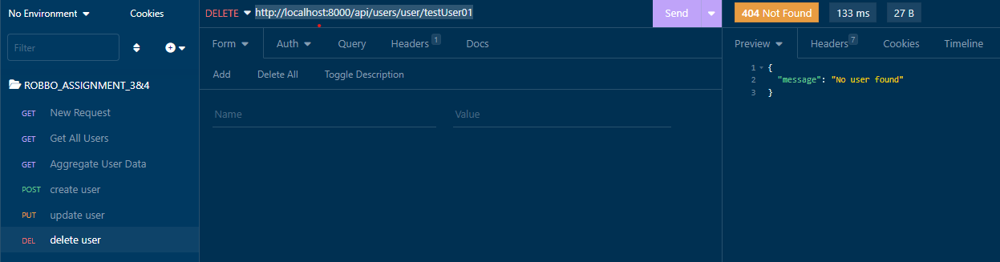 No Environment
Cookies
DELETE
http://localhost:8000/api/users/user/testUser01
Send
404 Not Found
133 ms
27 B
Filter
Form
Auth
Query
Headers 1
Docs
Preview
Headers 7
Cookies
Timeline
Add
Delete All
Toggle Description
Name
Value
1 {
2 "message": "No user found"
3 }
ROBBO_ASSIGNMENT_3&4
GET New Request
GET Get All Users
GET Aggregate User Data
POST create user
PUT update user
DEL delete user